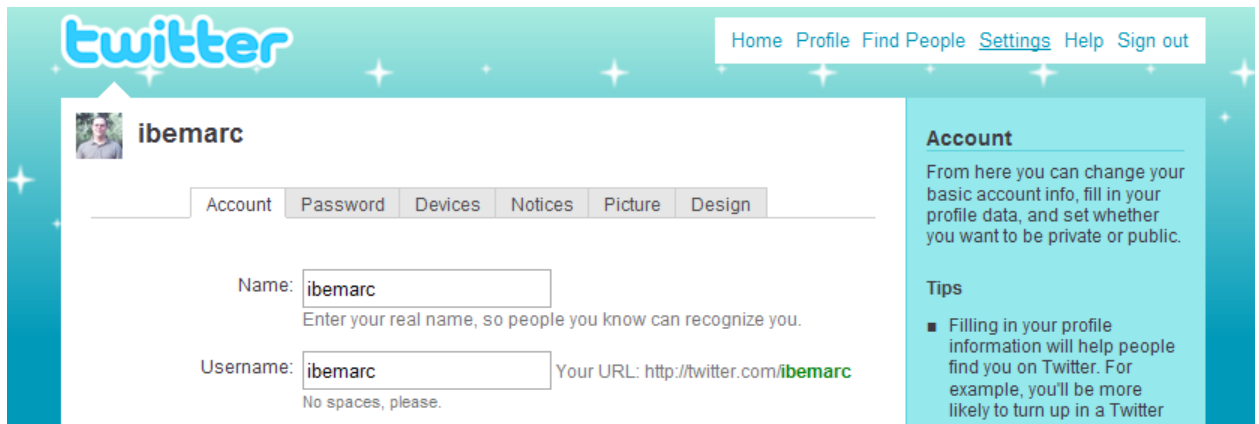 twitter
Home Profile Find People Settings Help Sign out
ibemarc
Account Password Devices Notices Picture Design
Name: ibemarc
Enter your real name, so people you know can recognize you.
Username: ibemarc Your URL: http://twitter.com/ibemarc
No spaces, please.
Account
From here you can change your
basic account info, fill in your
profile data, and set whether
you want to be private or public.
Tips
■ Filling in your profile
information will help people
find you on Twitter. For
example, you'll be more
likely to turn up in a Twitter